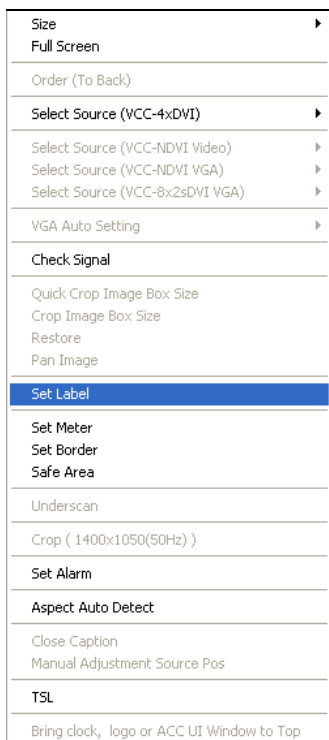 Size
Full Screen
Order (To Back)
Select Source (VCC-4xDVI)
Select Source (VCC-NDVI Video)
Select Source (VCC-NDVI VGA)
Select Source (VCC-8x2sDVI VGA)
VGA Auto Setting
Check Signal
Quick Crop Image Box Size
Crop Image Box Size
Restore
Pan Image
Set Label
Set Meter
Set Border
Safe Area
Underscan
Crop ( 1400x1050(50Hz) )
Set Alarm
Aspect Auto Detect
Close Caption
Manual Adjustment Source Pos
TSL
Bring clock, logo or ACC UI Window to Top